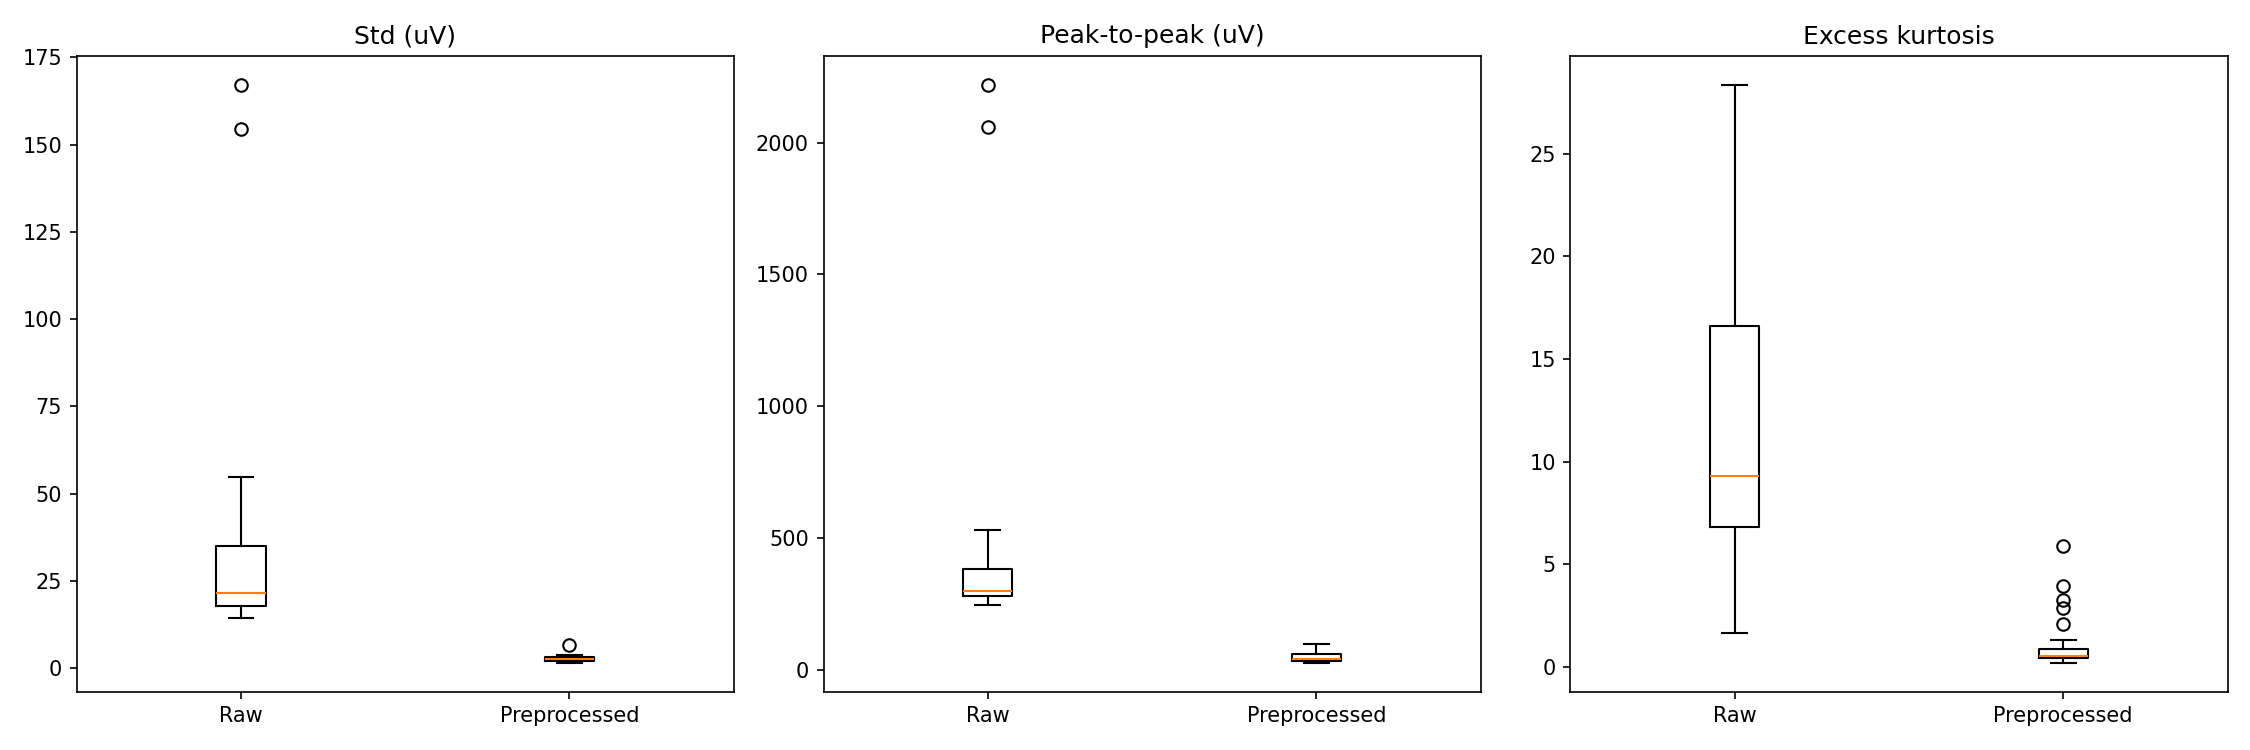 Std (uV)
175
150
125
100
75
50
25
0
Raw
Preprocessed
Peak-to-peak (uV)
2000
1500
1000
500
0
Raw
Preprocessed
Excess kurtosis
25
20
15
10
5
0
Raw
Preprocessed